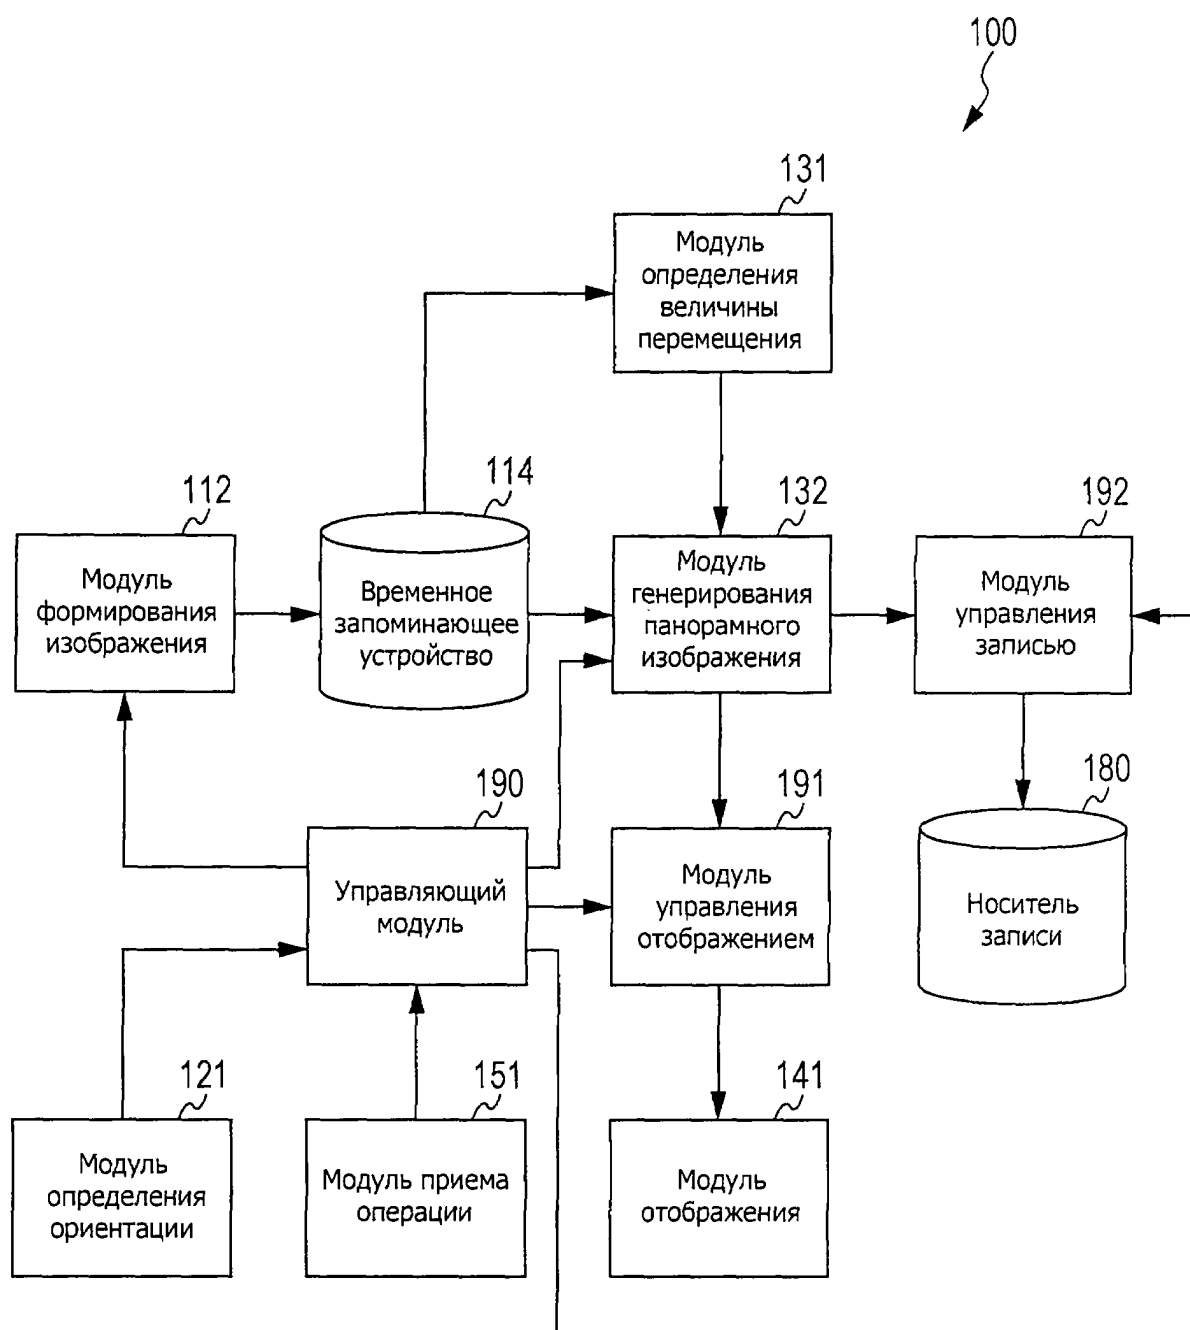 100
131
Модуль
определения
величины
перемещения
112
Модуль
формирования
изображения
114
Временное
запоминающее
устройство
132
Модуль
генерирования
панорамного
изображения
192
Модуль
управления
записью
190
Управляющий
модуль
191
Модуль
управления
отображением
180
Носитель
записи
121
Модуль
определения
ориентации
151
Модуль приема
операции
141
Модуль
отображения